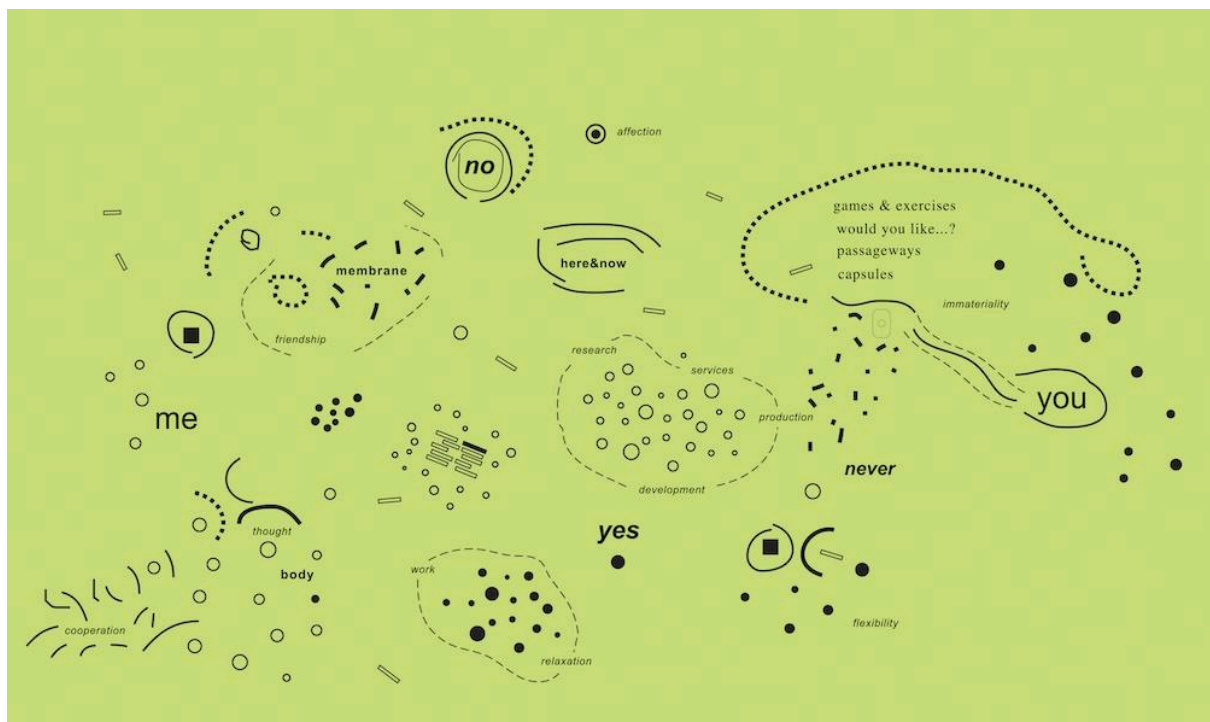 affection
no
games & exercises
would you like...?
passageways
capsules
membrane
here&now
immateriality
friendship
research
services
you
me
production
never
development
yes
thought
body
work
cooperation
flexibility
relaxation